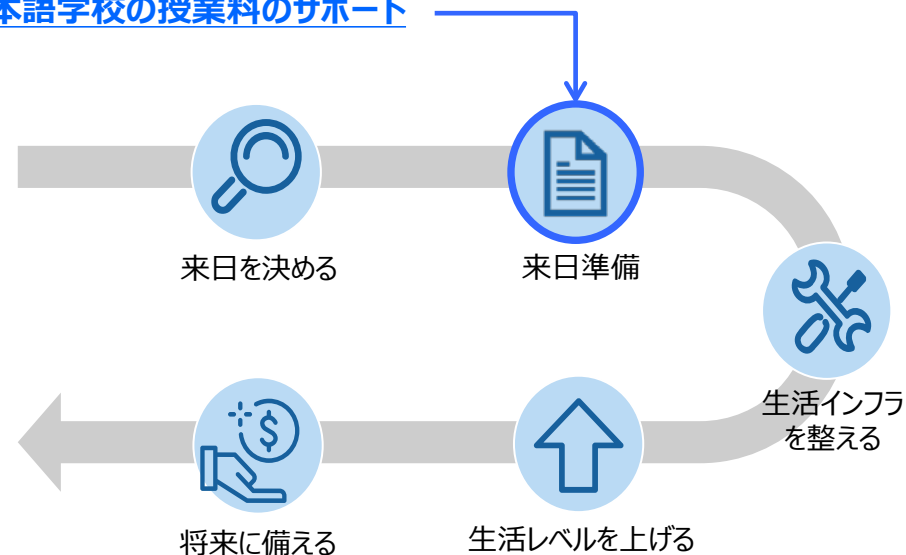 本語学校の授業料のサポート
来日を決める
来日準備
生活インフラ
を整える
将来に備える
生活レベルを上げる